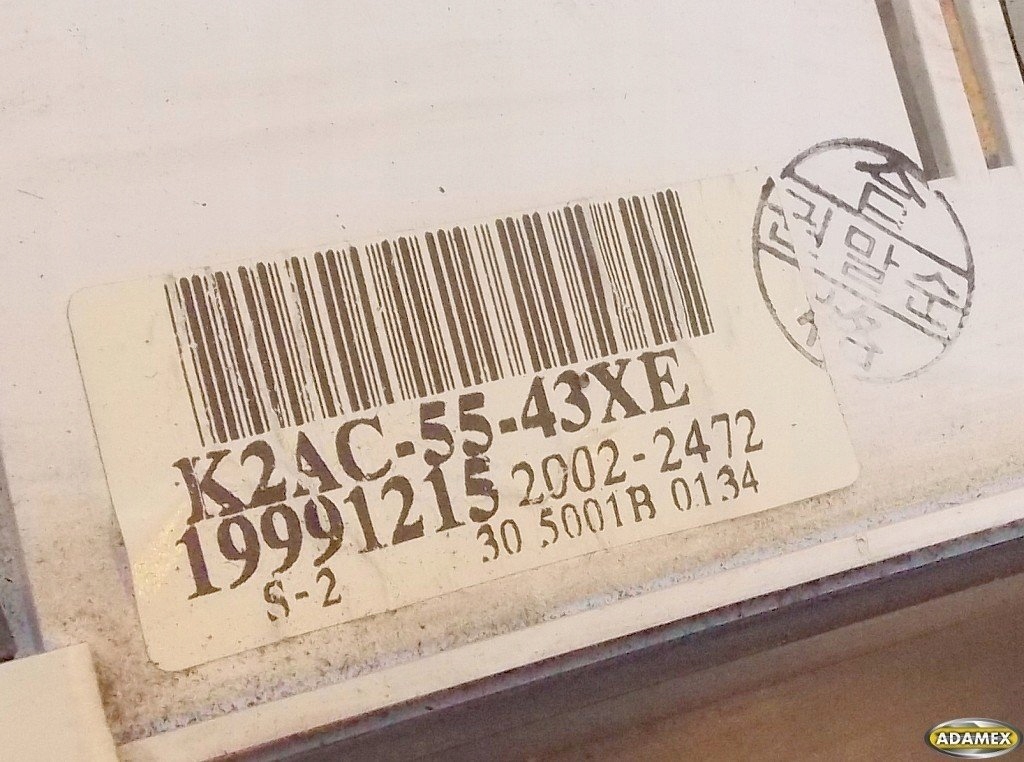 K2AC-55-43XE
19991215 2002-2472
S-2 30 5001B 0134
ADAMEX